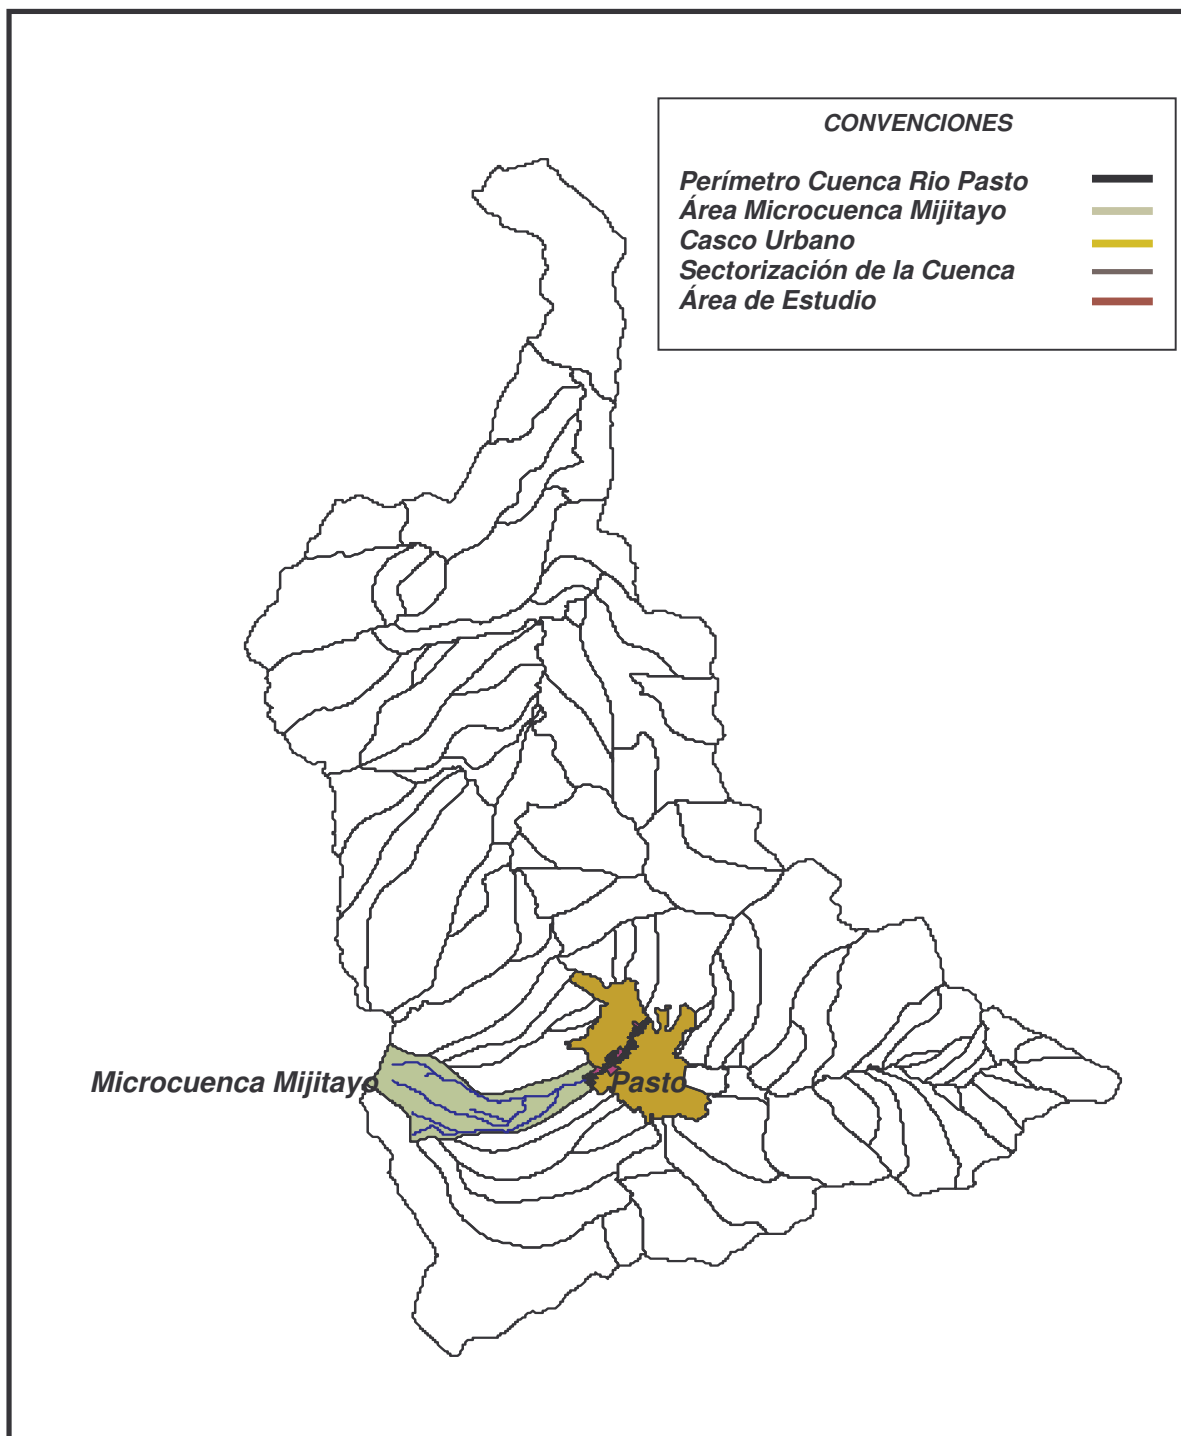 CONVENCIONES
Perímetro Cuenca Rio Pasto
Área Microcuenca Mijitayo
Casco Urbano
Sectorización de la Cuenca
Área de Estudio
Microcuenca Mijitayo
Pasto